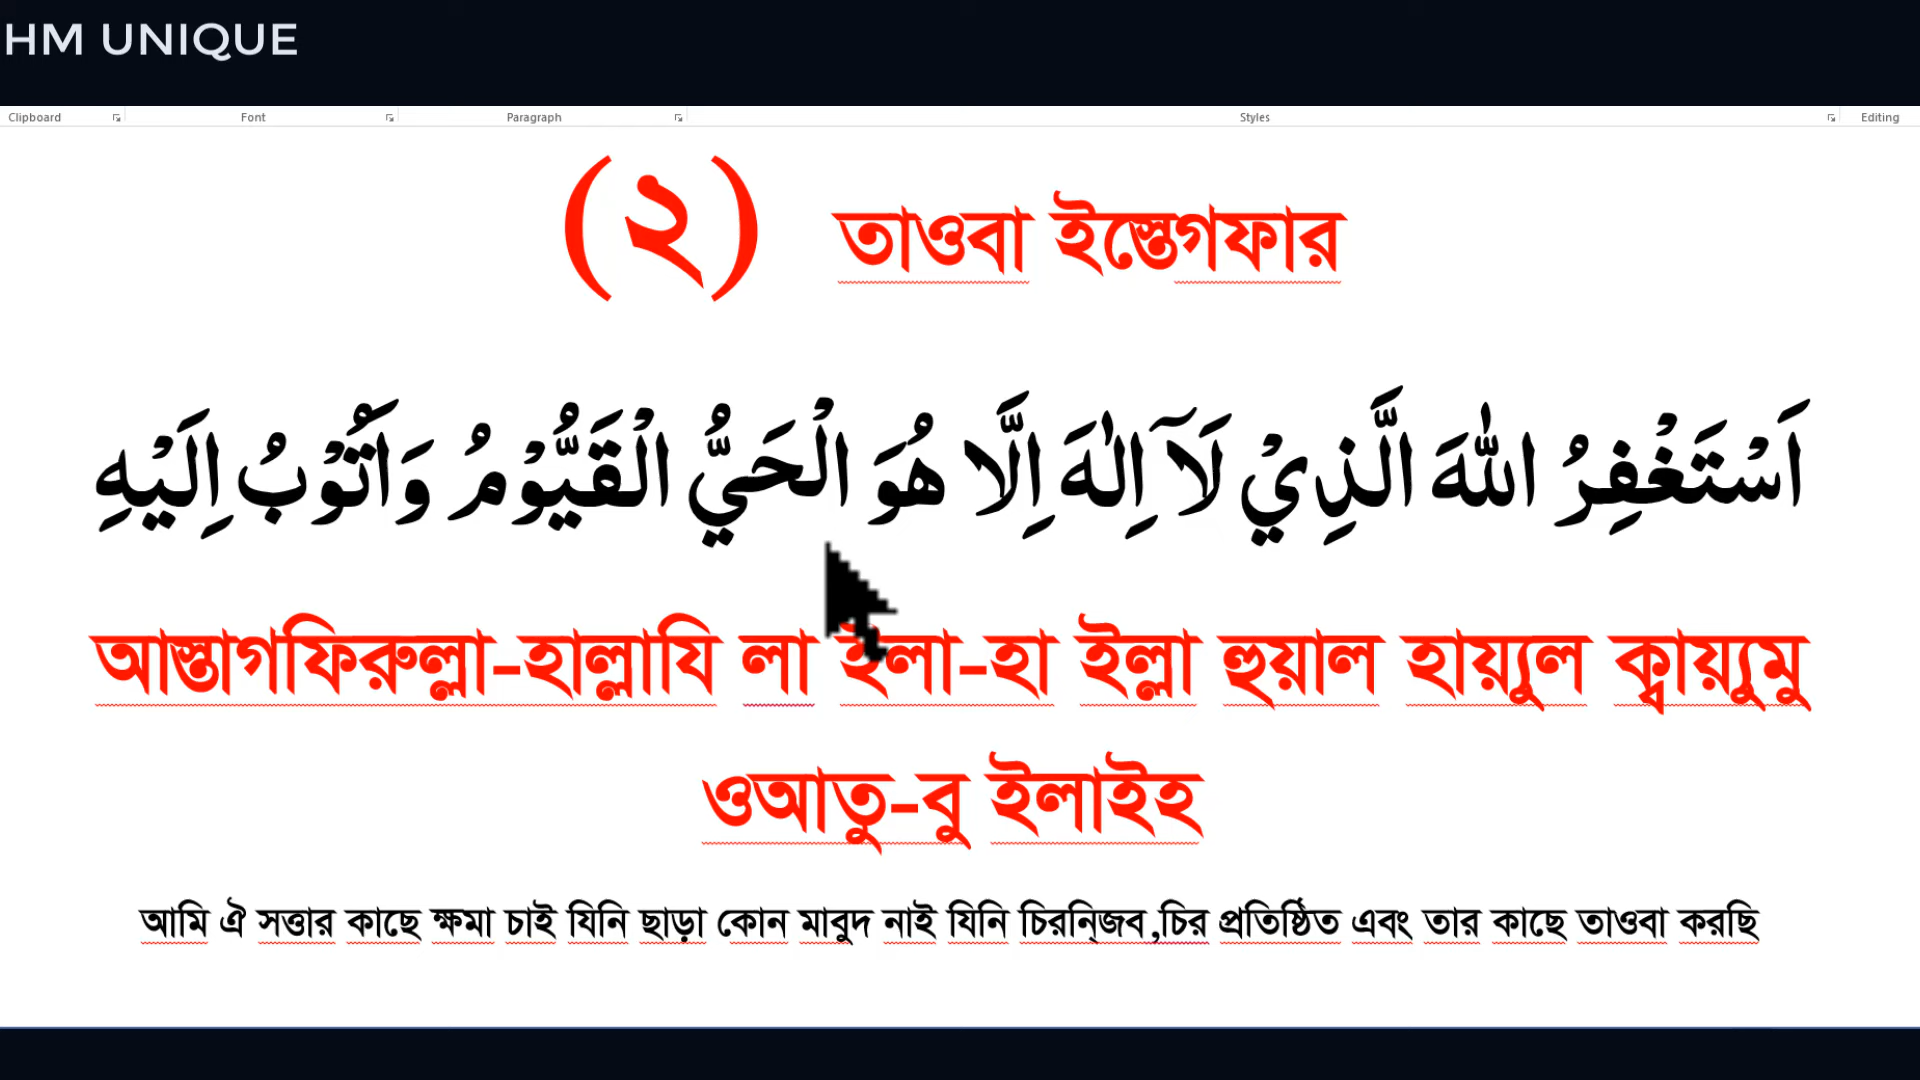 HM UNIQUE
Clipboard Font Paragraph Styles Editing
(২) তাওবা ইস্তেগফার
اَسْتَغْفِرُ اللّٰهَ الَّذِيْ لَآ اِلٰهَ اِلَّا هُوَ الْحَيُّ الْقَيُّوْمُ وَاَتُوْبُ اِلَيْهِ
আস্তাগফিরুল্লা-হাল্লাযি লা ইলা-হা ইল্লা হুয়াল হায়্যুল ক্বায়্যুমু
ওআতু-বু ইলাইহ
আমি ঐ সত্তার কাছে ক্ষমা চাই যিনি ছাড়া কোন মাবুদ নাই যিনি চিরন্জিব,চির প্রতিষ্ঠিত এবং তার কাছে তাওবা করছি